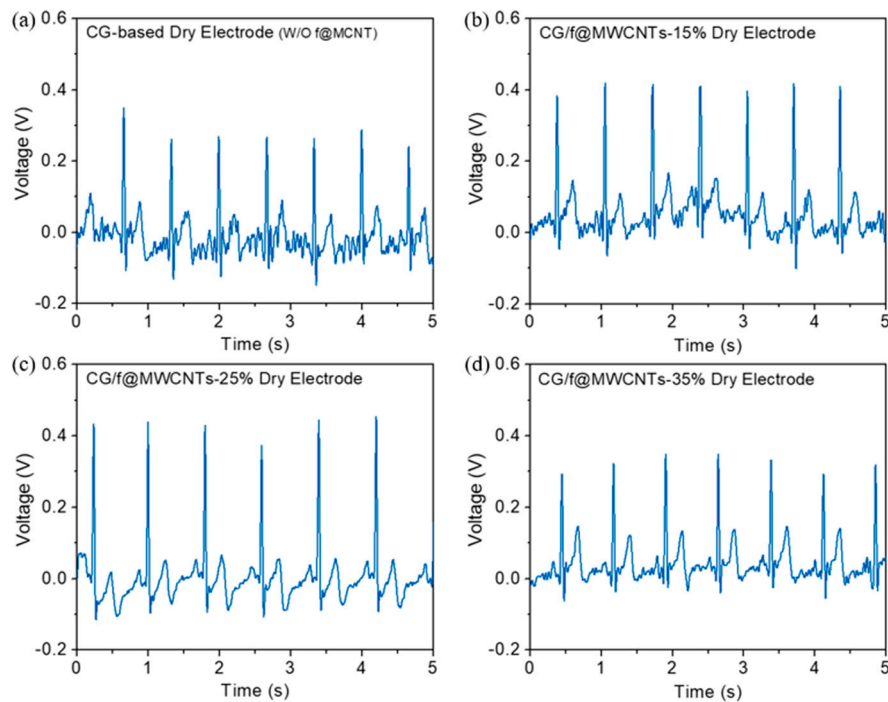 (a)
CG-based Dry Electrode (W/O f@MCNT)
0.6
0.4
0.2
0.0
-0.2
Voltage (V)
0 1 2 3 4 5
Time (s)
(b)
CG/f@MWCNTs-15% Dry Electrode
0.6
0.4
0.2
0.0
-0.2
Voltage (V)
0 1 2 3 4 5
Time (s)
(c)
CG/f@MWCNTs-25% Dry Electrode
0.6
0.4
0.2
0.0
-0.2
Voltage (V)
0 1 2 3 4 5
Time (s)
(d)
CG/f@MWCNTs-35% Dry Electrode
0.6
0.4
0.2
0.0
-0.2
Voltage (V)
0 1 2 3 4 5
Time (s)